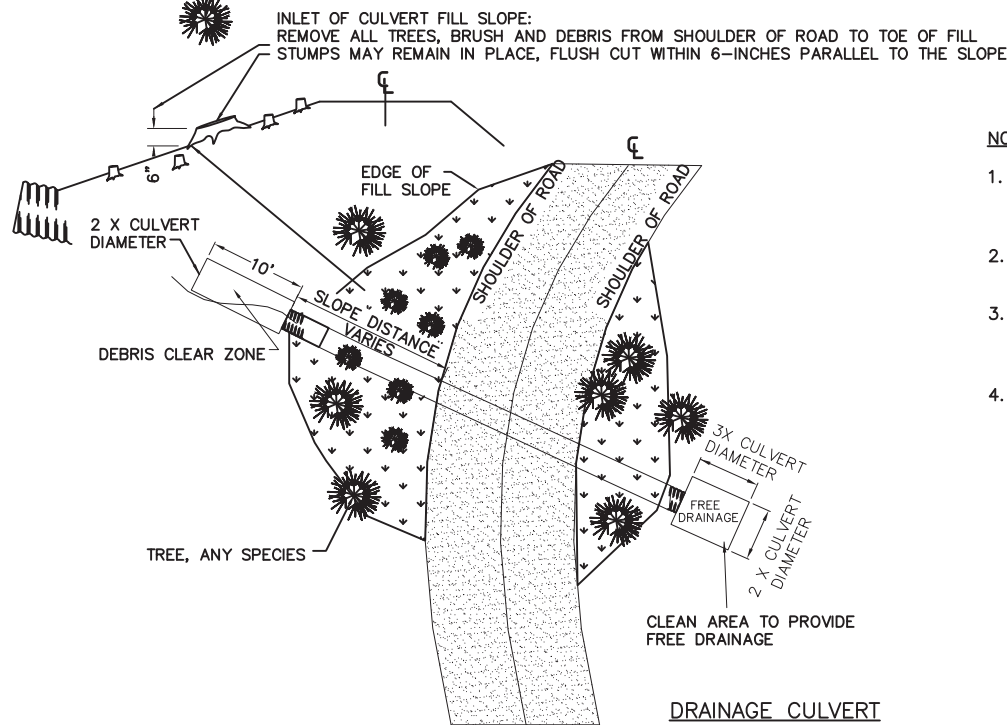 INLET OF CULVERT FILL SLOPE:
REMOVE ALL TREES, BRUSH AND DEBRIS FROM SHOULDER OF ROAD TO TOE OF FILL
STUMPS MAY REMAIN IN PLACE, FLUSH CUT WITHIN 6–INCHES PARALLEL TO THE SLOPE
℄
℄
6"
EDGE OF
FILL SLOPE
SHOULDER OF ROAD
SHOULDER OF ROAD
2 X CULVERT
DIAMETER
10'
SLOPE DISTANCE
VARIES
DEBRIS CLEAR ZONE
3X CULVERT
DIAMETER
FREE
DRAINAGE
2 X CULVERT
DIAMETER
TREE, ANY SPECIES
CLEAN AREA TO PROVIDE
FREE DRAINAGE
DRAINAGE CULVERT
1.
2.
3.
4.